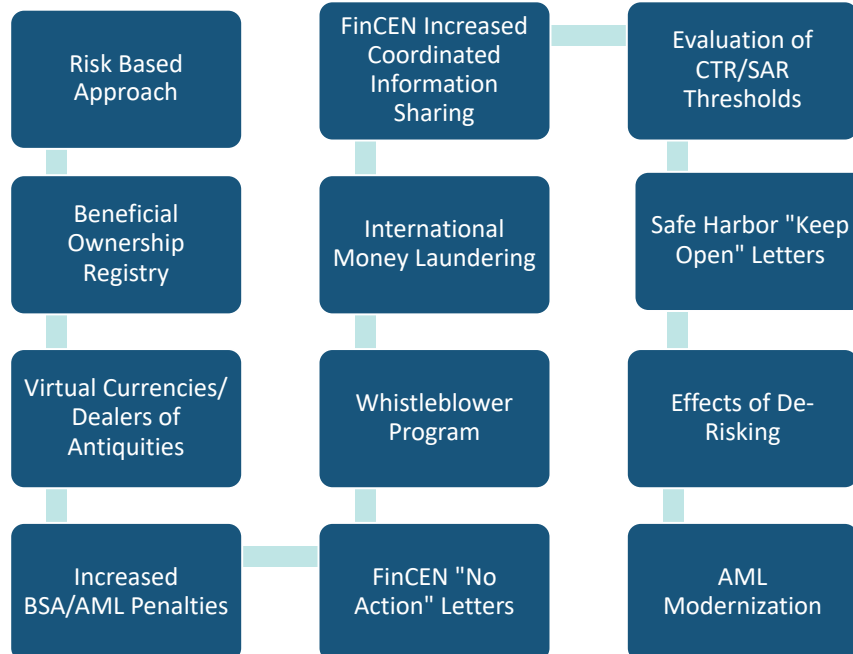 Risk Based
Approach
Beneficial
Ownership
Registry
Virtual Currencies/
Dealers of
Antiquities
Increased
BSA/AML Penalties
FinCEN "No
Action" Letters
Whistleblower
Program
International
Money Laundering
FinCEN Increased
Coordinated
Information
Sharing
Evaluation of
CTR/SAR
Thresholds
Safe Harbor "Keep
Open" Letters
Effects of De-
Risking
AML
Modernization